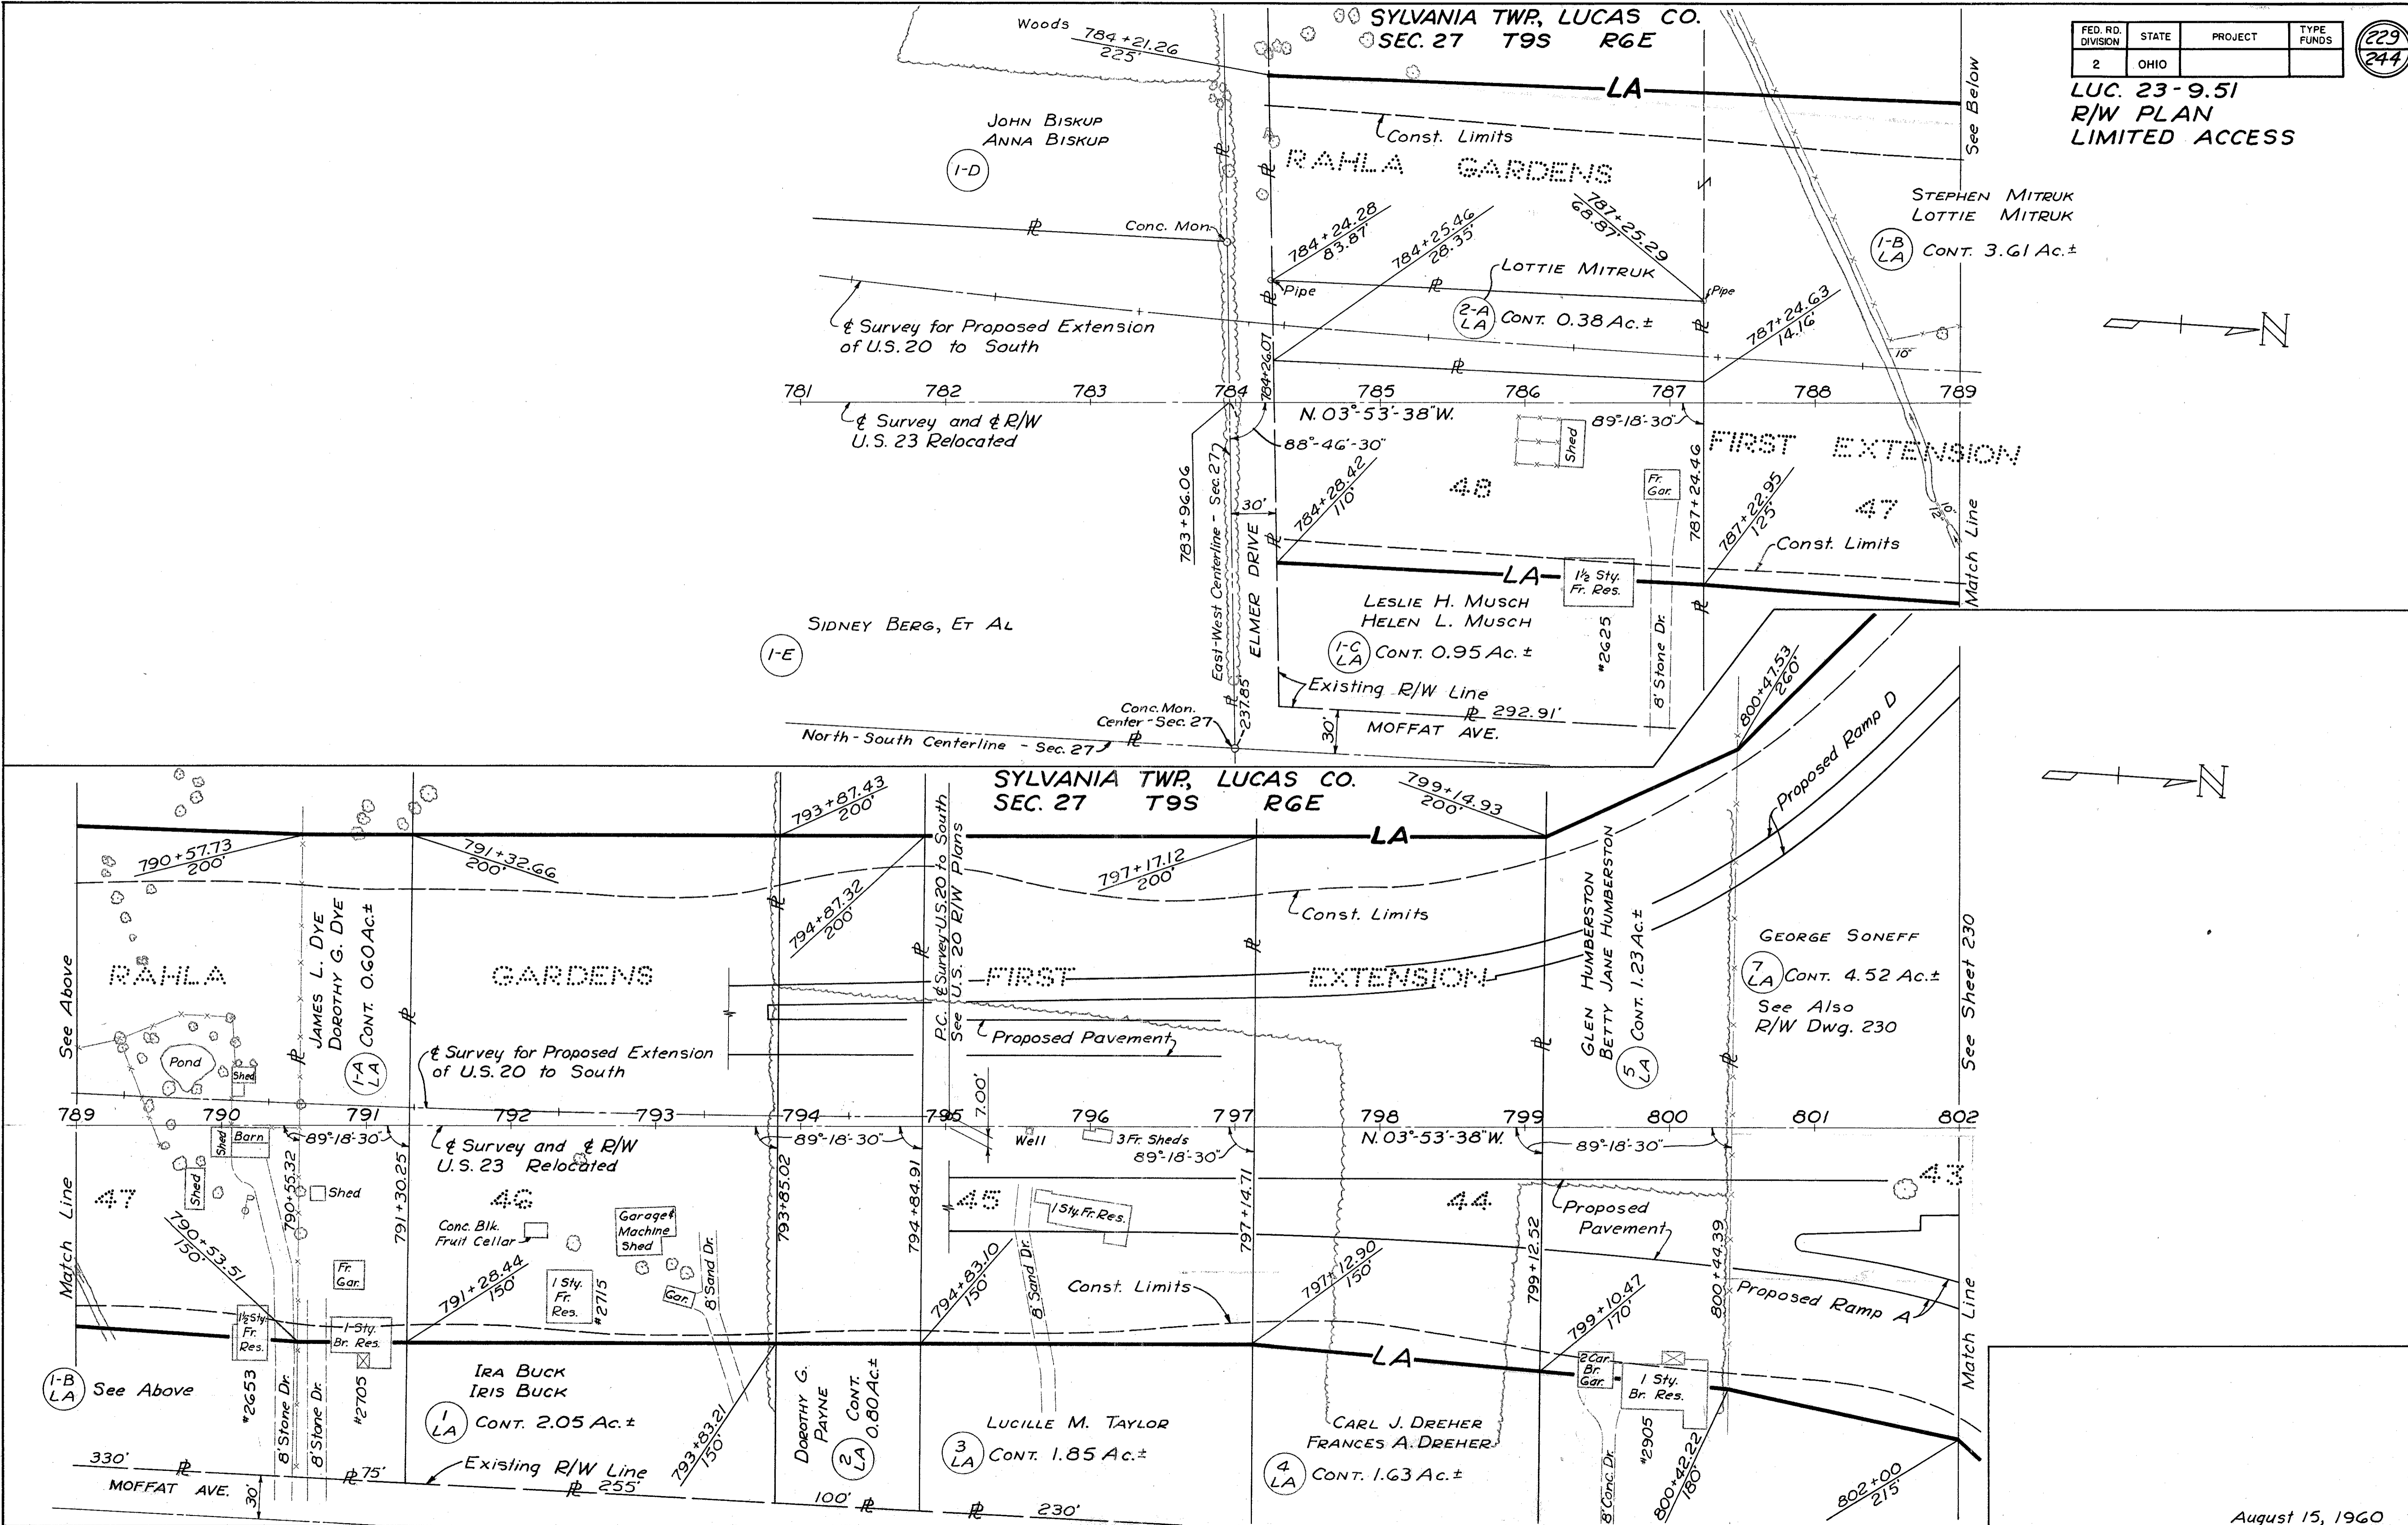 SYLVANIA TWP., LUCAS CO.
SEC. 27 T9S R6E
FED. RD. DIVISION STATE PROJECT TYPE FUNDS
2 OHIO
229
244
LUC. 23-9.51
R/W PLAN
LIMITED ACCESS
Woods
784+21.26
225'
LA
See Below
Const. Limits
JOHN BISKUP
ANNA BISKUP
1-D
RAHLA GARDENS
STEPHEN MITRUK
LOTTIE MITRUK
1-B
LA
CONT. 3.61 Ac.±
Conc. Mon.
784+24.28
83.87'
784+25.46
28.35'
787+25.29
68.87'
LOTTIE MITRUK
Pipe
Pipe
2-A
LA
CONT. 0.38 Ac.±
787+24.63
14.16'
N
℄ Survey for Proposed Extension
of U.S. 20 to South
784+26.07
10'
781 782 783 784 785 786 787 788 789
℄ Survey and ℄ R/W
U.S. 23 Relocated
N. 03°-53'-38"W.
89°-18'-30"
88°-46'-30"
Shed
FIRST EXTENSION
783+96.06
East-West Centerline - Sec. 27
30'
784+28.42
110'
48
Fr.
Gar.
787+24.46
787+22.95
125'
47
Const. Limits
Match Line
ELMER DRIVE
LA
1½ Sty.
Fr. Res.
SIDNEY BERG, ET AL
1-E
LESLIE H. MUSCH
HELEN L. MUSCH
1-C
LA
CONT. 0.95 Ac. ±
#2625
8' Stone Dr.
Existing R/W Line
237.85'
Conc. Mon.
Center - Sec. 27
292.91'
30'
MOFFAT AVE.
North-South Centerline - Sec. 27
800+47.53
260'
Proposed Ramp D
SYLVANIA TWP., LUCAS CO.
SEC. 27 T9S R6E
793+87.43
200'
799+14.93
200'
N
790+57.73
200'
791+32.66
200'
794+87.32
200'
P.C. ℄ Survey-U.S. 20 to South
See U.S. 20 R/W Plans
797+17.12
200'
LA
Const. Limits
See Above
RAHLA GARDENS FIRST EXTENSION
JAMES L. DYE
DOROTHY G. DYE
1-A
LA
CONT. 0.60 Ac.±
GLEN HUMBERSTON
BETTY JANE HUMBERSTON
5
LA
CONT. 1.23 Ac.±
GEORGE SONEFF
7
LA
CONT. 4.52 Ac.±
See Also
R/W Dwg. 230
See Sheet 230
Pond
Shed
℄ Survey for Proposed Extension
of U.S. 20 to South
Proposed Pavement
7.00'
789 790 791 792 793 794 795 796 797 798 799 800 801 802
Shed
Barn
89°-18'-30"
℄ Survey and ℄ R/W
U.S. 23 Relocated
89°-18'-30"
Well
3 Fr. Sheds
89°-18'-30"
N. 03°-53'-38"W.
89°-18'-30"
Match Line
47
Shed
790+55.32
Shed
791+30.25
46
793+85.02
794+84.91
45
1 Sty. Fr. Res.
797+14.71
44
799+12.52
Proposed
Pavement
800+44.39
43
790+53.51
150'
Conc. Blk.
Fruit Cellar
Garage &
Machine
Shed
Fr.
Gar.
791+28.44
150'
1 Sty.
Fr.
Res.
#2715
Gar.
8' Sand Dr.
794+83.10
150'
8' Sand Dr.
Const. Limits
797+12.90
150'
799+10.47
170'
Proposed Ramp A
Match Line
1½ Sty.
Fr.
Res.
1-Sty.
Br. Res.
LA
2 Car
Br.
Gar.
1 Sty.
Br. Res.
1-B
LA
See Above
#2653
8' Stone Dr.
8' Stone Dr.
#2705
IRA BUCK
IRIS BUCK
1
LA
CONT. 2.05 Ac.±
793+83.21
150'
DOROTHY G.
PAYNE
2
LA
CONT.
0.80 Ac.±
LUCILLE M. TAYLOR
3
LA
CONT. 1.85 Ac.±
CARL J. DREHER
FRANCES A. DREHER
4
LA
CONT. 1.63 Ac.±
8' Conc. Dr.
#2905
800+42.22
180'
802+00
215'
330'
MOFFAT AVE.
30'
75'
Existing R/W Line
255'
100'
230'
August 15, 1960